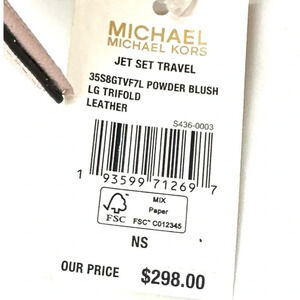 MICHAEL
MICHAEL KORS
JET SET TRAVEL
35S8GTVF7L POWDER BLUSH
LG TRIFOLD
LEATHER
S436-0003
1 93599 71269 7
FSC
MIX
Paper
FSC™ C012345
NS
OUR PRICE $298.00